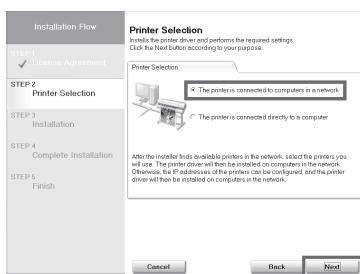 Installation Flow
STEP 1
License Agreement
STEP 2
Printer Selection
STEP 3
Installation
STEP 4
Complete Installation
STEP 5
Finish
Printer Selection
Installs the printer driver and performs the required settings.
Click the Next button according to your purpose.
Printer Selection
The printer is connected to computers in a network
The printer is connected directly to a computer
After the installer finds available printers in the network, select the printers you
will use. The printer driver will then be installed on computers in the network.
Otherwise, the IP addresses of the printers can be configured, and the printer
driver will then be installed on computers in the network.
Cancel
Back
Next